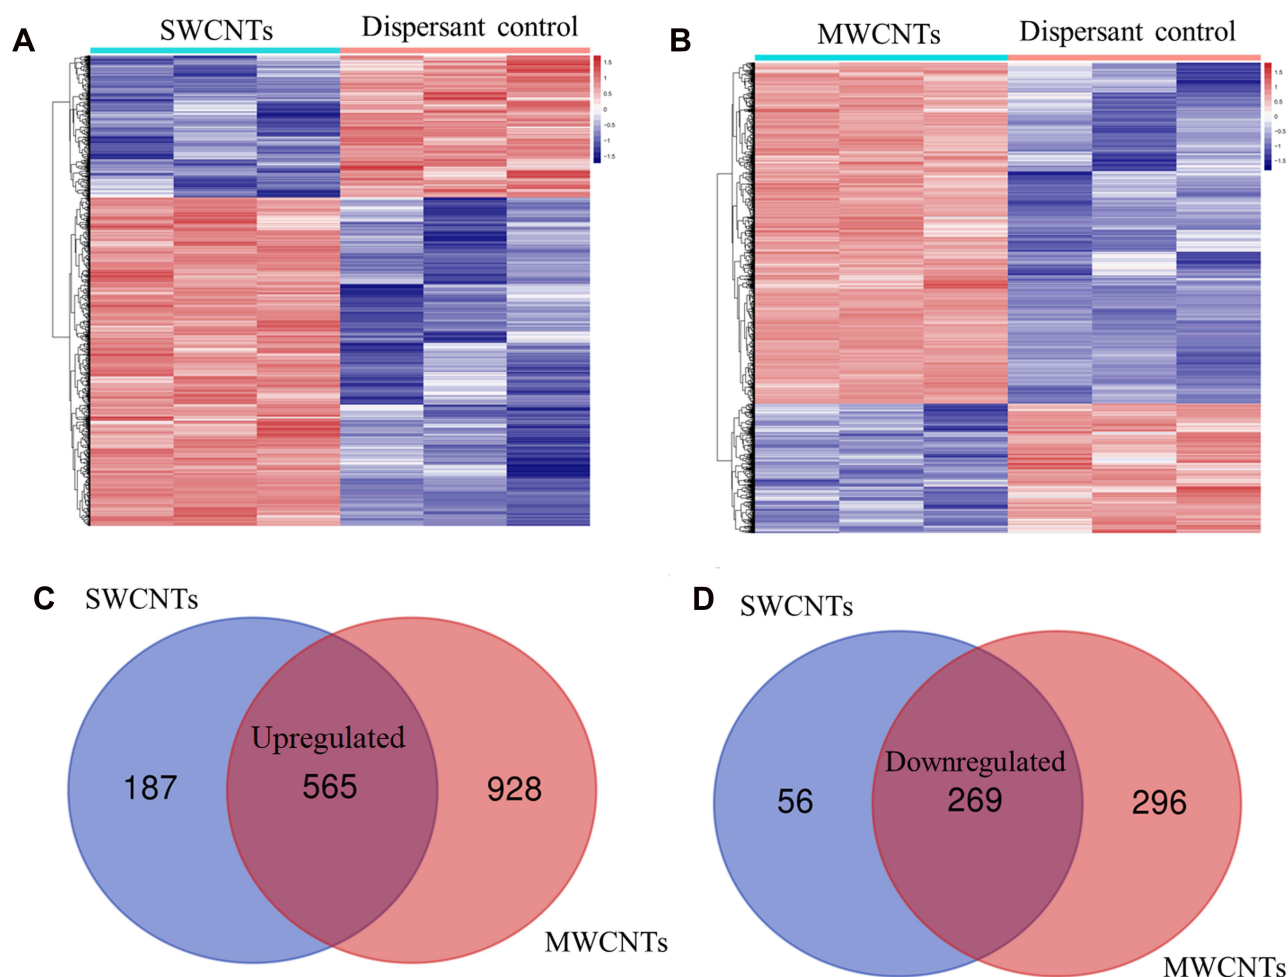 A
SWCNTs
Dispersant control
1.5
1
0.5
0
−0.5
−1
−1.5
B
MWCNTs
Dispersant control
1.5
1
0.5
0
−0.5
−1
−1.5
C
SWCNTs
Upregulated
187
565
928
MWCNTs
D
SWCNTs
Downregulated
56
269
296
MWCNTs